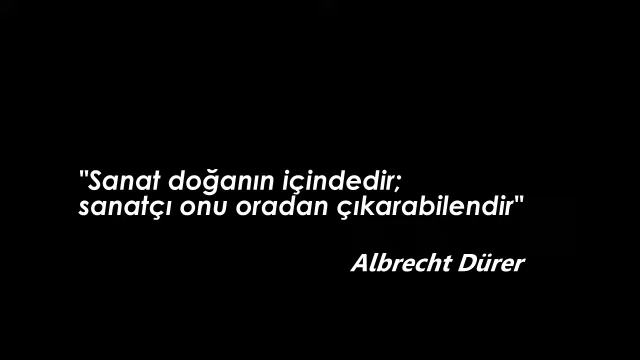 "Sanat doğanın içindedir;
sanatçı onu oradan çıkarabilendir"
Albrecht Dürer